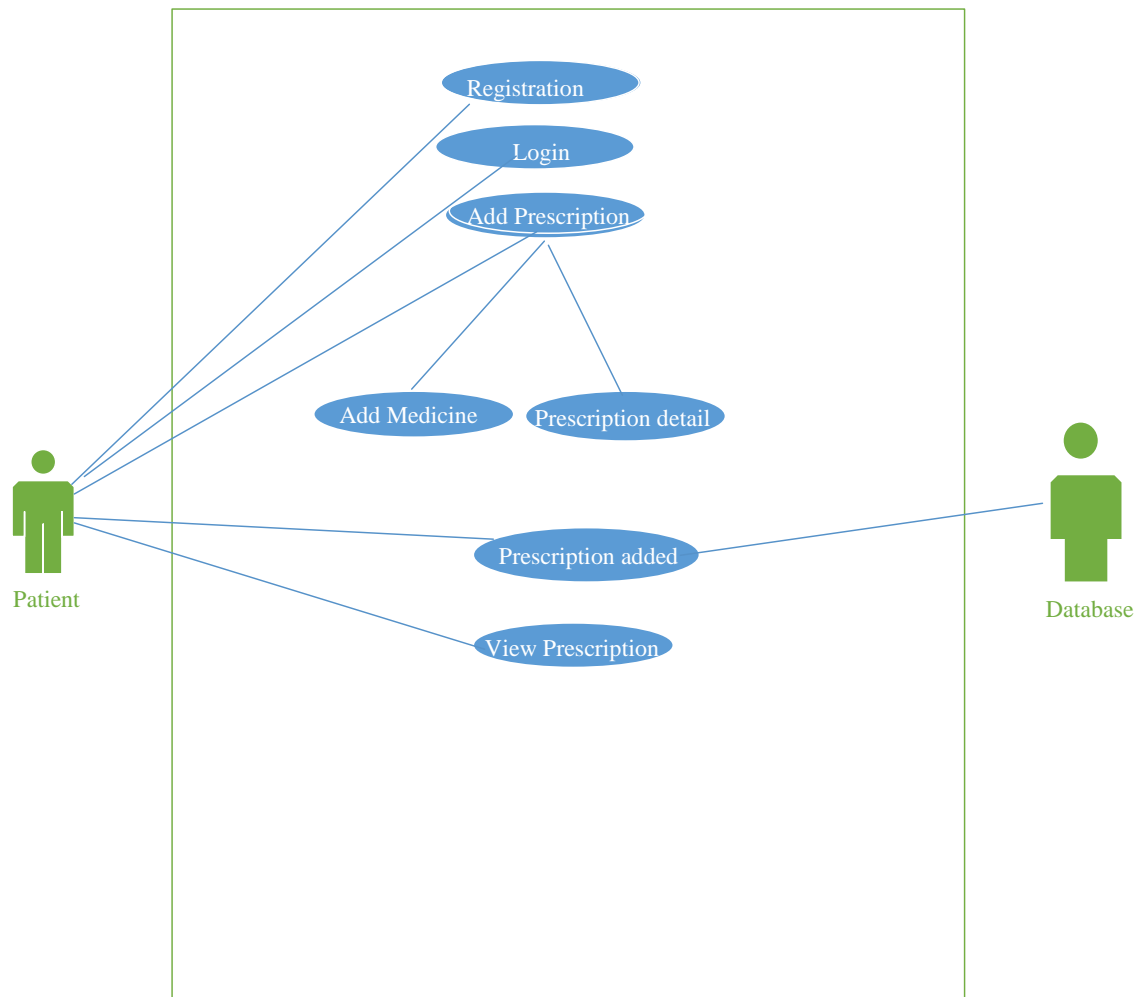 Registration
Login
Add Prescription
Add Medicine
Prescription detail
Prescription added
Patient
Database
View Prescription